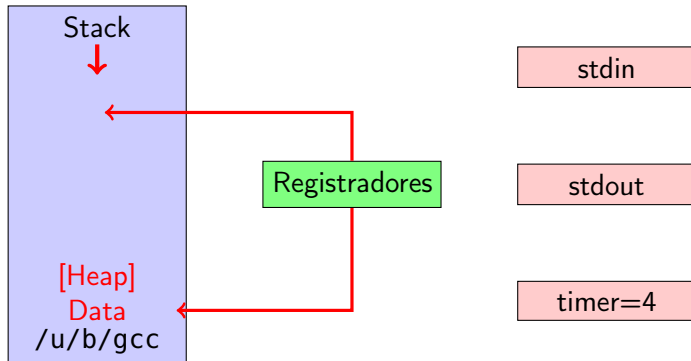 Stack
stdin
Registradores
stdout
[Heap]
Data
timer=4
/u/b/gcc